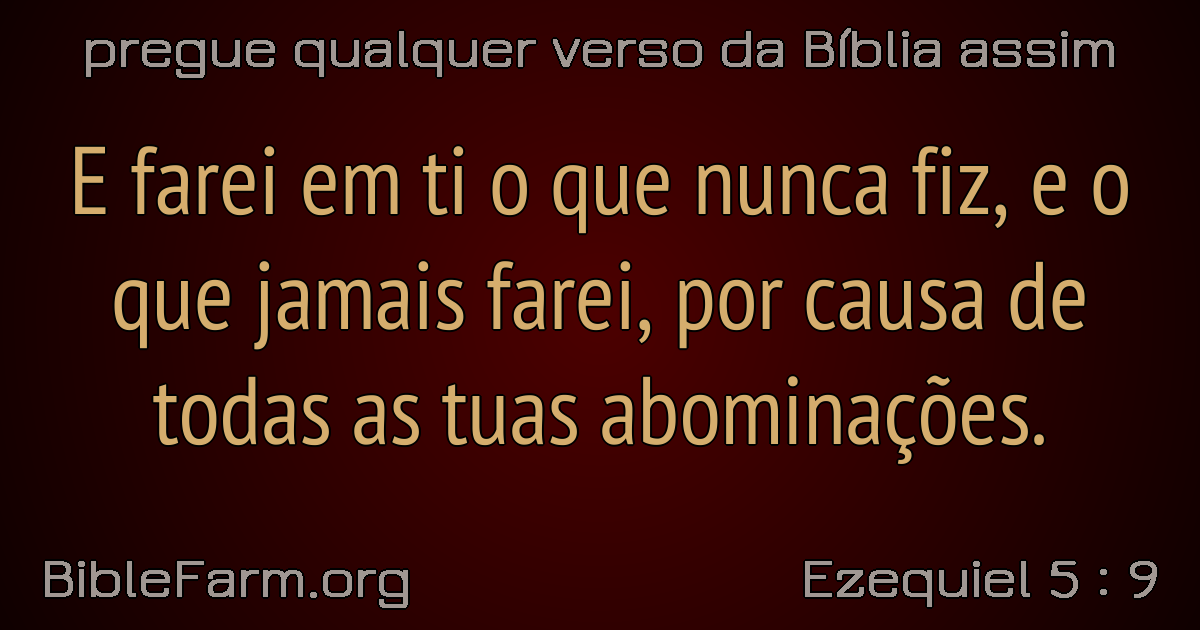 pregue qualquer verso da Bíblia assim
E farei em ti o que nunca fiz, e o
que jamais farei, por causa de
todas as tuas abominações.
BibleFarm.org
Ezequiel 5 : 9